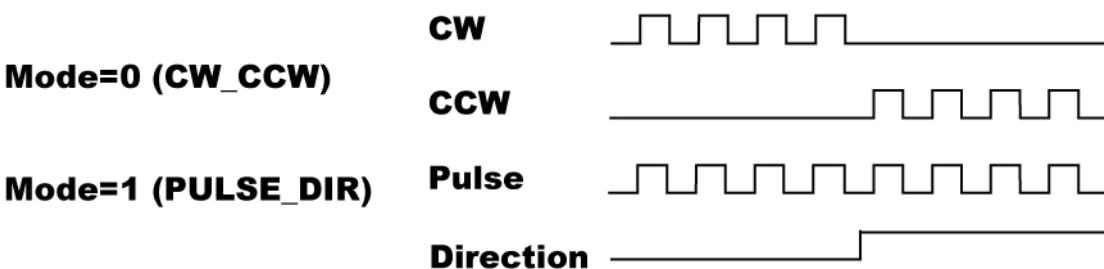 CW
Mode=0 (CW_CCW)
CCW
Mode=1 (PULSE_DIR)
Pulse
Direction